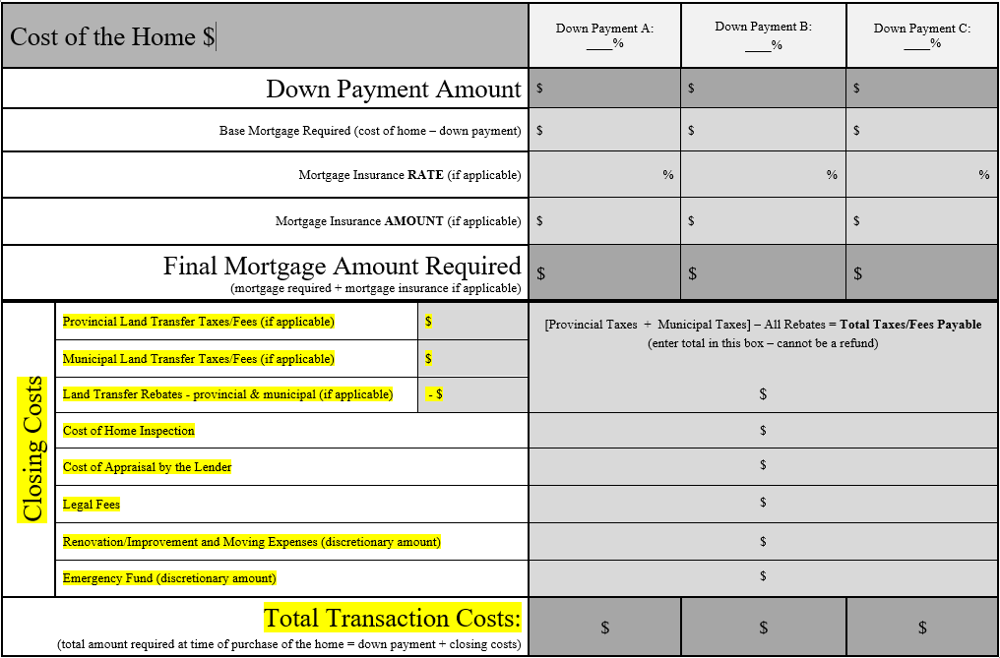 Cost of the Home $
Down Payment A:
____%
Down Payment B:
____%
Down Payment C:
____%
Down Payment Amount
$
$
$
Base Mortgage Required (cost of home – down payment)
$
$
$
Mortgage Insurance RATE (if applicable)
%
%
%
Mortgage Insurance AMOUNT (if applicable)
$
$
$
Final Mortgage Amount Required
(mortgage required + mortgage insurance if applicable)
$
$
$
Closing Costs
Provincial Land Transfer Taxes/Fees (if applicable)
$
[Provincial Taxes + Municipal Taxes] – All Rebates = Total Taxes/Fees Payable
(enter total in this box – cannot be a refund)
Municipal Land Transfer Taxes/Fees (if applicable)
$
Land Transfer Rebates - provincial & municipal (if applicable)
- $
$
Cost of Home Inspection
$
Cost of Appraisal by the Lender
$
Legal Fees
$
Renovation/Improvement and Moving Expenses (discretionary amount)
$
Emergency Fund (discretionary amount)
$
Total Transaction Costs:
(total amount required at time of purchase of the home = down payment + closing costs)
$
$
$